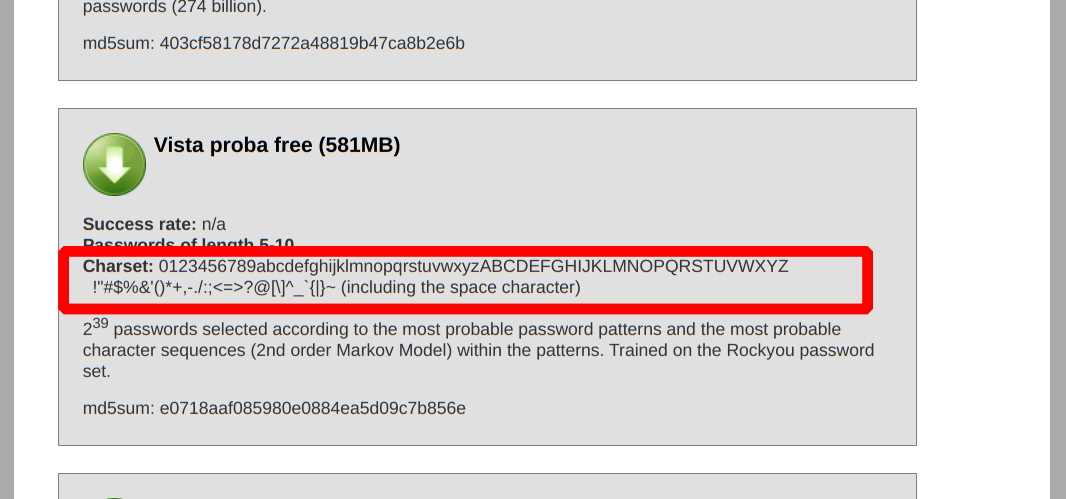 passwords (274 billion).
md5sum: 403cf58178d7272a48819b47ca8b2e6b
Vista proba free (581MB)
Success rate: n/a
Passwords of length 5-10
Charset: 0123456789abcdefghijklmnopqrstuvwxyzABCDEFGHIJKLMNOPQRSTUVWXYZ
!"#$%&'()*+,-./:;<=>?@[\]^_`{|}~ (including the space character)
2³⁹ passwords selected according to the most probable password patterns and the most probable
character sequences (2nd order Markov Model) within the patterns. Trained on the Rockyou password
set.
md5sum: e0718aaf085980e0884ea5d09c7b856e